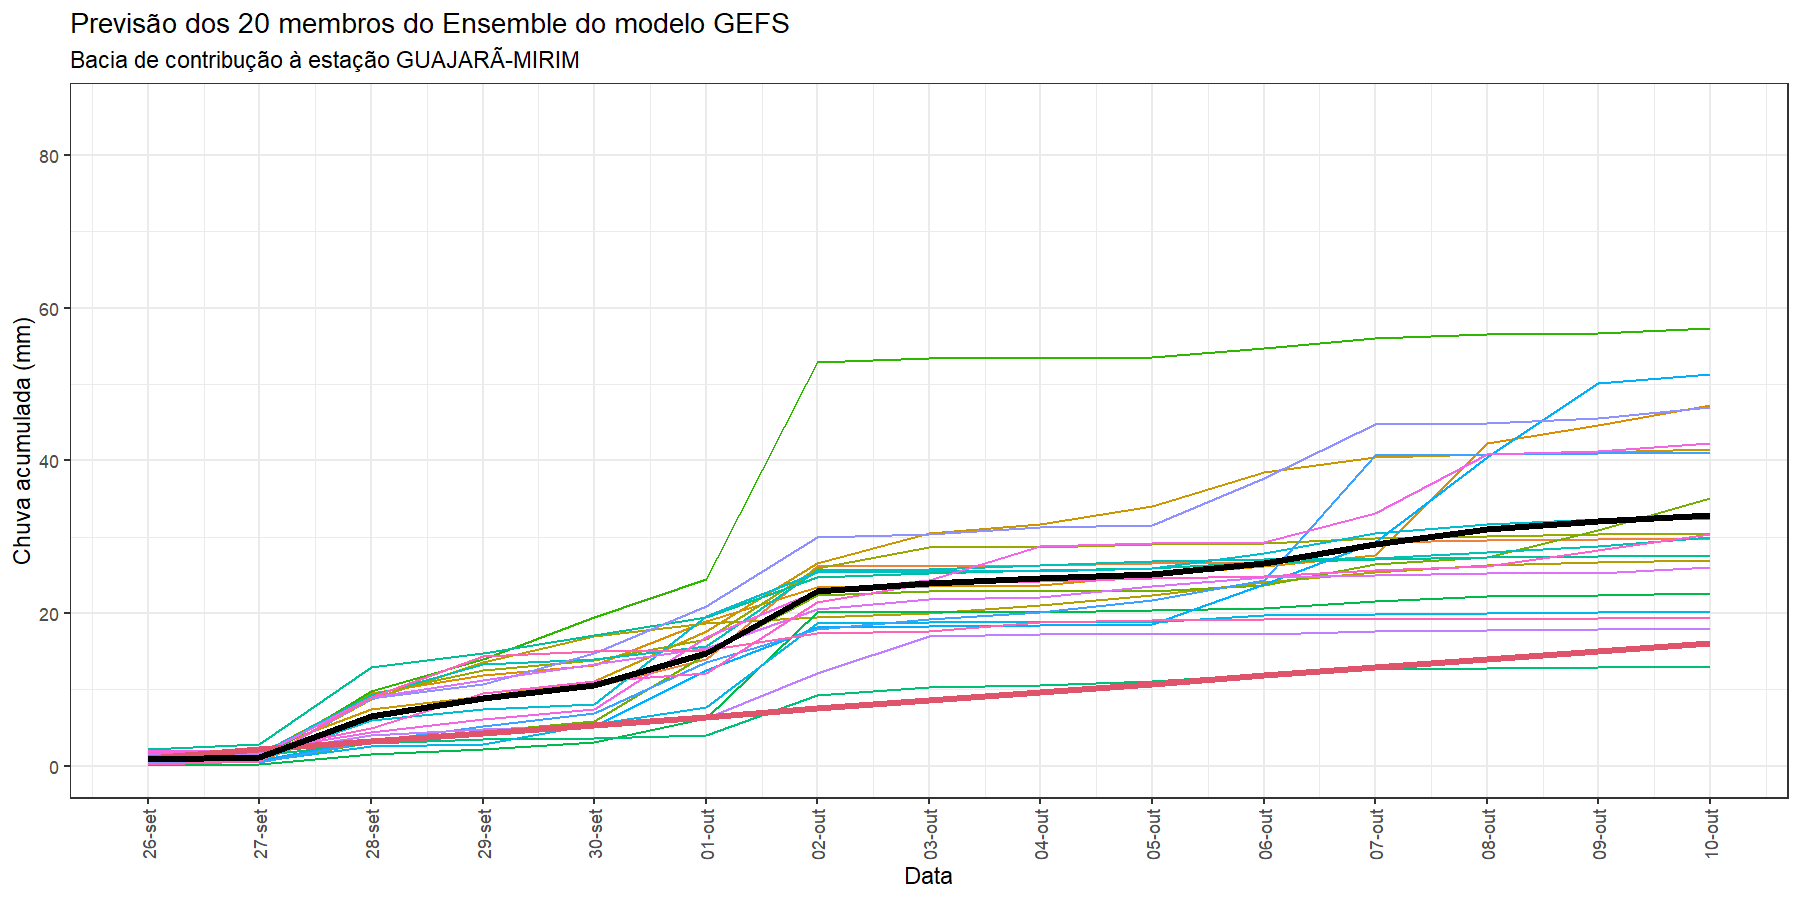 Previsão dos 20 membros do Ensemble do modelo GEFS
Bacia de contribução à estação GUAJARÃ-MIRIM
Chuva acumulada (mm)
80
60
40
20
0
26-set
27-set
28-set
29-set
30-set
01-out
02-out
03-out
04-out
05-out
06-out
07-out
08-out
09-out
10-out
Data